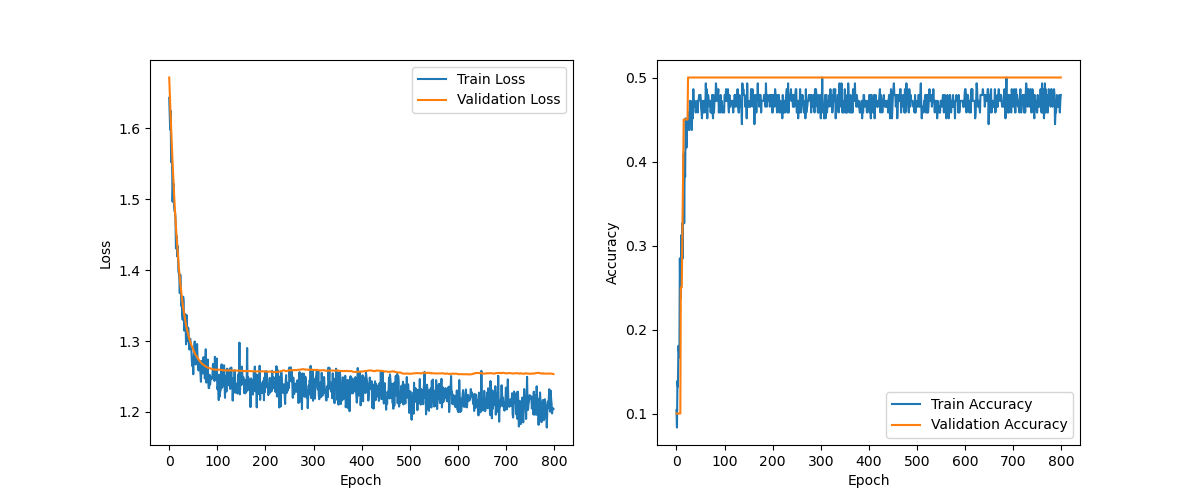 Train Loss
Validation Loss
1.6
1.5
1.4
1.3
1.2
Loss
0 100 200 300 400 500 600 700 800
Epoch
0.5
0.4
0.3
0.2
0.1
Accuracy
Train Accuracy
Validation Accuracy
0 100 200 300 400 500 600 700 800
Epoch